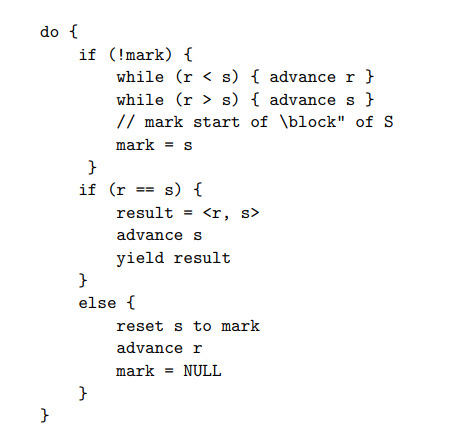 do {
    if (!mark) {
        while (r < s) { advance r }
        while (r > s) { advance s }
        // mark start of \block" of S
        mark = s
     }
    if (r == s) {
        result = <r, s>
        advance s
        yield result
    }
    else {
        reset s to mark
        advance r
        mark = NULL
    }
}